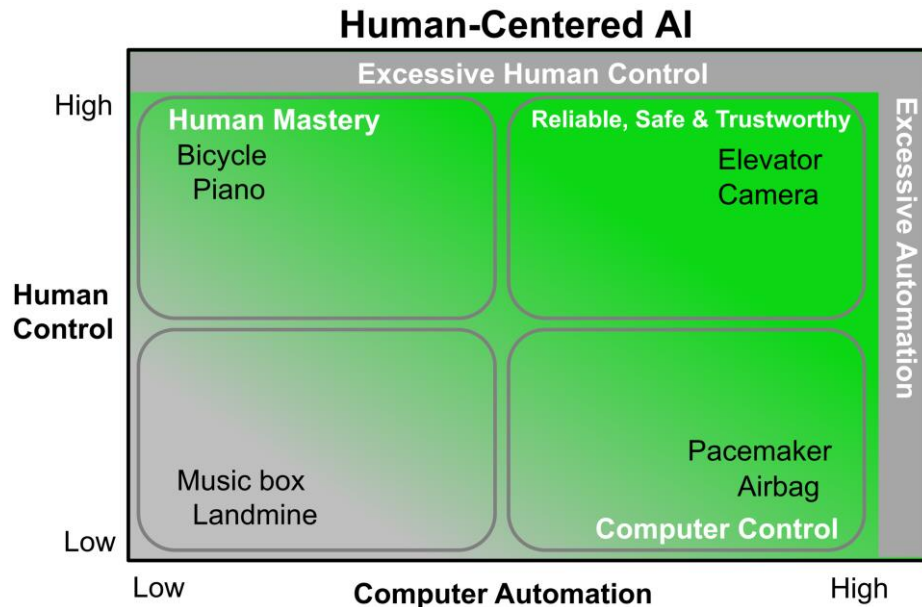 Human-Centered AI
Excessive Human Control
High
Human Mastery
Bicycle
Piano
Reliable, Safe & Trustworthy
Elevator
Camera
Excessive Automation
Human
Control
Music box
Landmine
Pacemaker
Airbag
Computer Control
Low
Low
Computer Automation
High